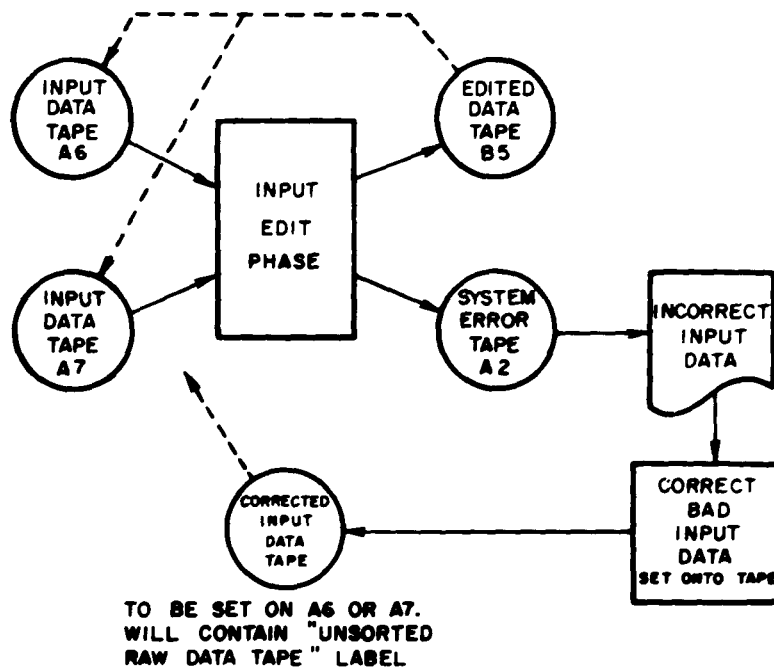 INPUT
DATA
TAPE
A6
EDITED
DATA
TAPE
B5
INPUT
EDIT
PHASE
INPUT
DATA
TAPE
A7
SYSTEM
ERROR
TAPE
A2
INCORRECT
INPUT
DATA
CORRECTED
INPUT
DATA
TAPE
CORRECT
BAD
INPUT
DATA
SET ONTO TAPE
TO BE SET ON A6 OR A7.
WILL CONTAIN "UNSORTED
RAW DATA TAPE" LABEL